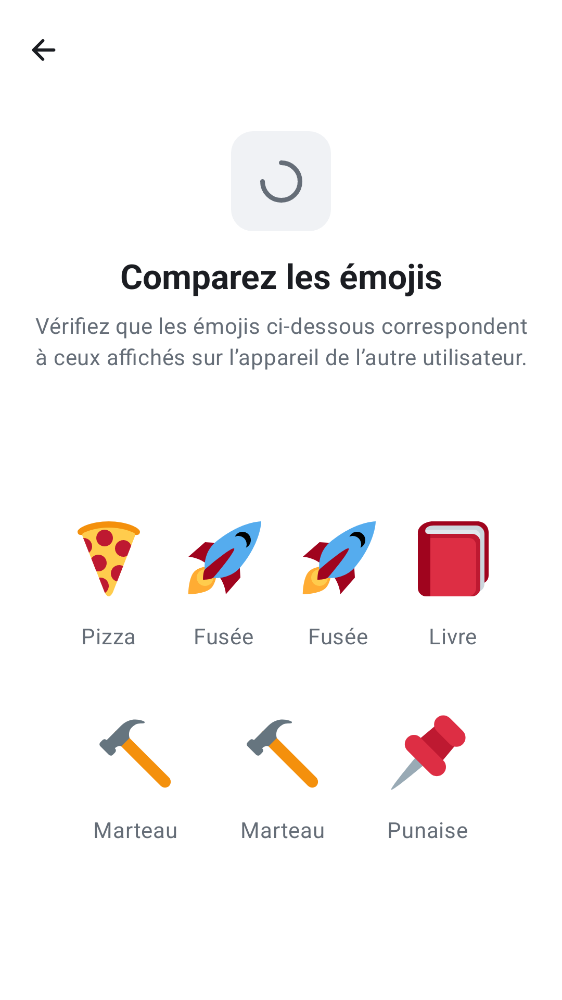 Comparez les émojis
Vérifiez que les émojis ci-dessous correspondent
à ceux affichés sur l’appareil de l’autre utilisateur.
Pizza
Fusée
Fusée
Livre
Marteau
Marteau
Punaise